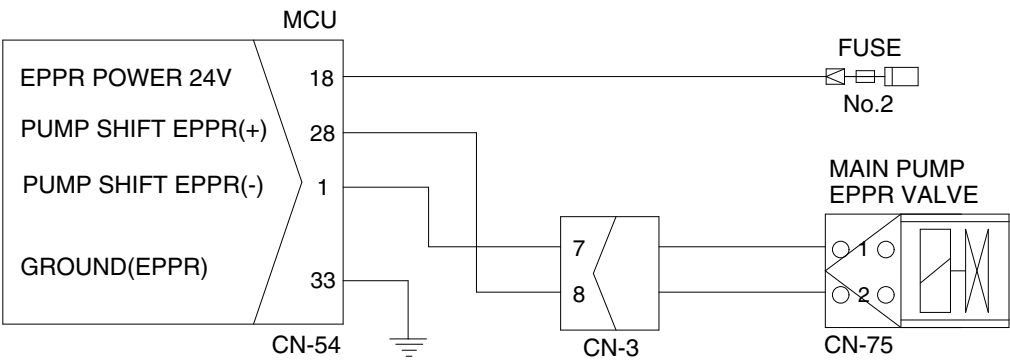 MCU
FUSE
EPPR POWER 24V 18
No.2
PUMP SHIFT EPPR(+) 28
MAIN PUMP
EPPR VALVE
PUMP SHIFT EPPR(-) 1
7 1
GROUND(EPPR) 33
8 2
CN-54
CN-3
CN-75